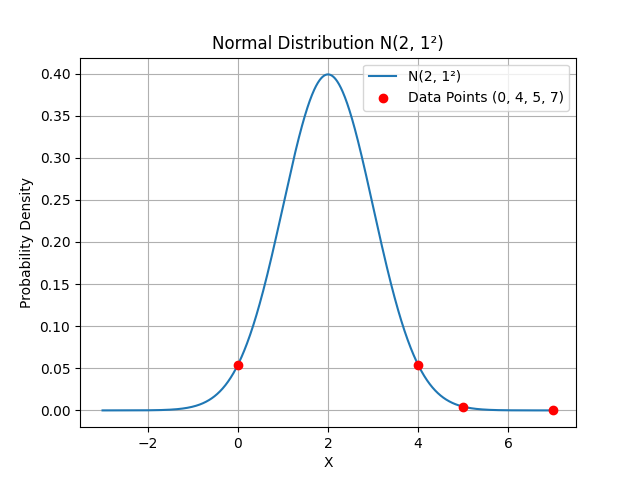 Normal Distribution N(2, 1²)
N(2, 1²)
Data Points (0, 4, 5, 7)
Probability Density
0.40
0.35
0.30
0.25
0.20
0.15
0.10
0.05
0.00
−2
0
2
4
6
X